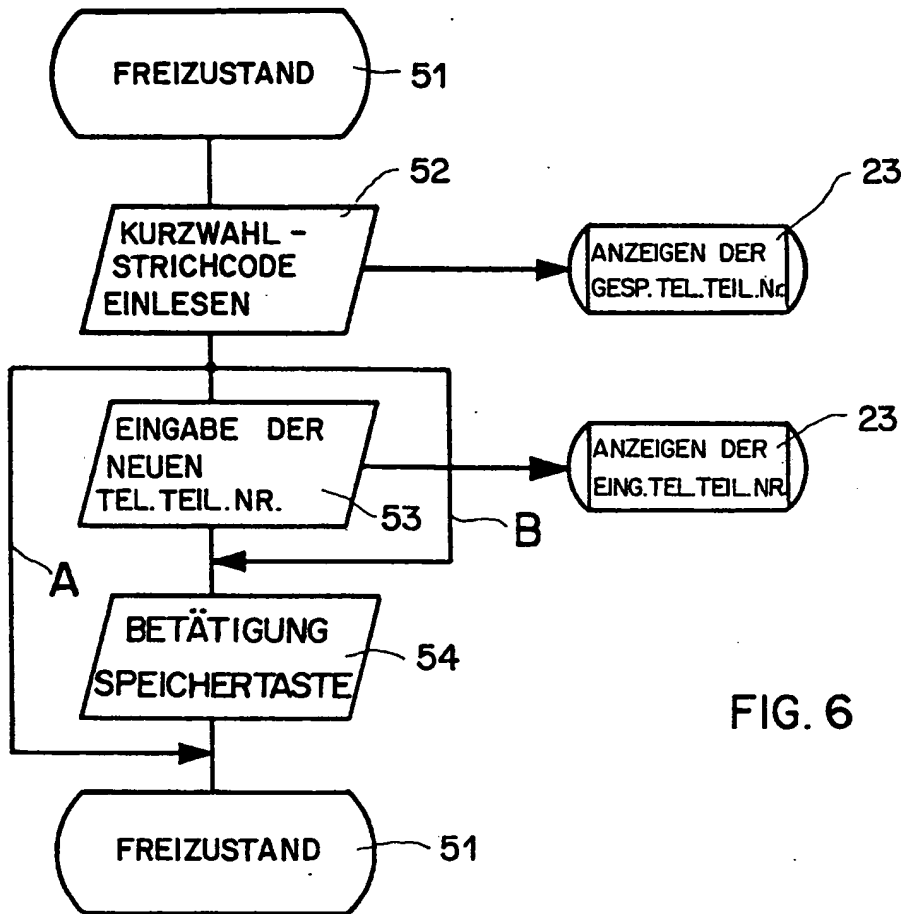 FREIZUSTAND
51
52
KURZWAHL -
STRICHCODE
EINLESEN
23
ANZEIGEN DER
GESP. TEL. TEIL. Nr.
EINGABE DER
NEUEN
TEL. TEIL. NR.
53
23
ANZEIGEN DER
EING. TEL. TEIL. NR.
A
B
BETÄTIGUNG
SPEICHERTASTE
54
FIG. 6
FREIZUSTAND
51